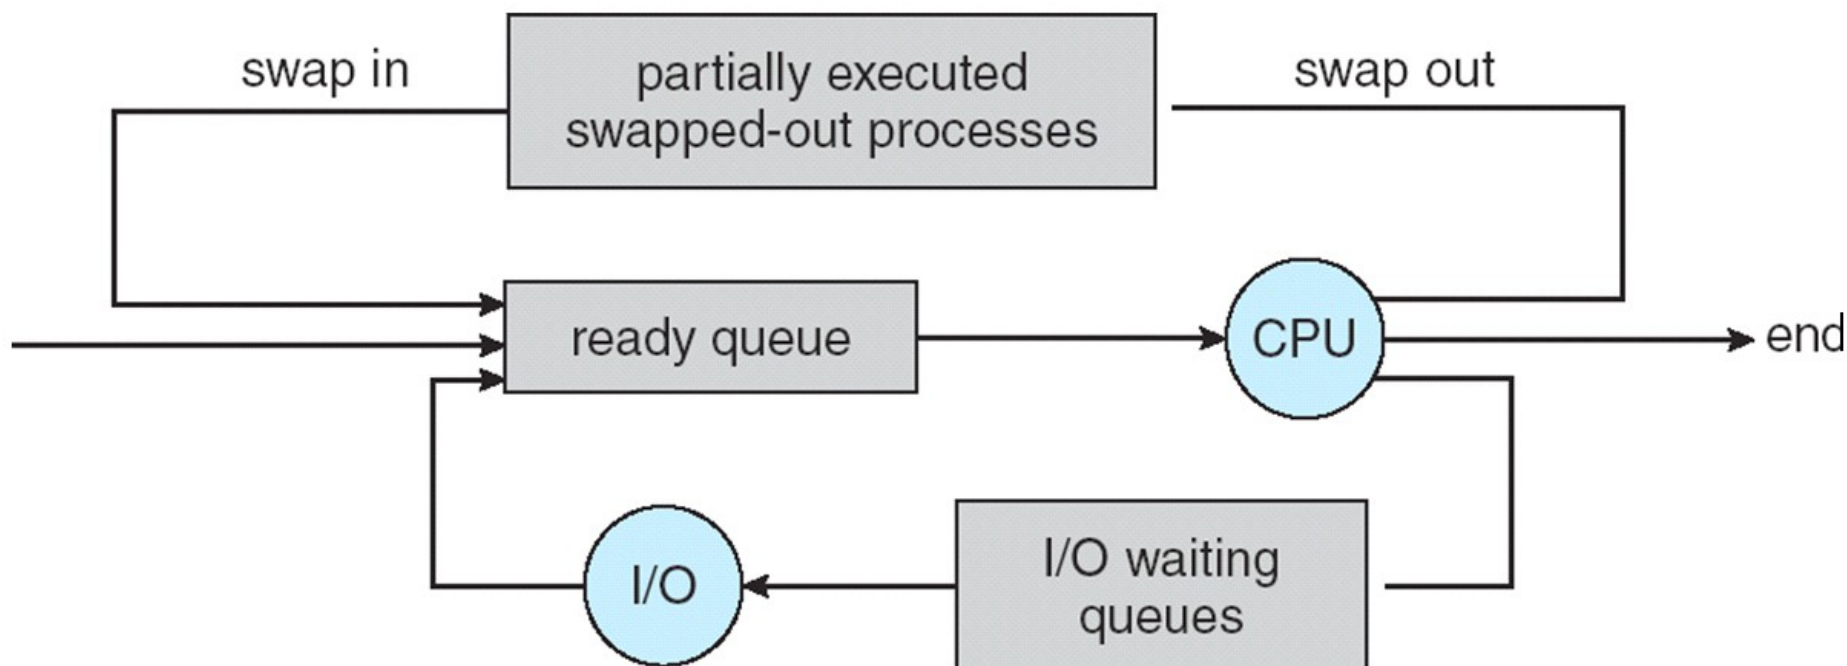 swap in
partially executed
swapped-out processes
swap out
ready queue
CPU
end
I/O
I/O waiting
queues